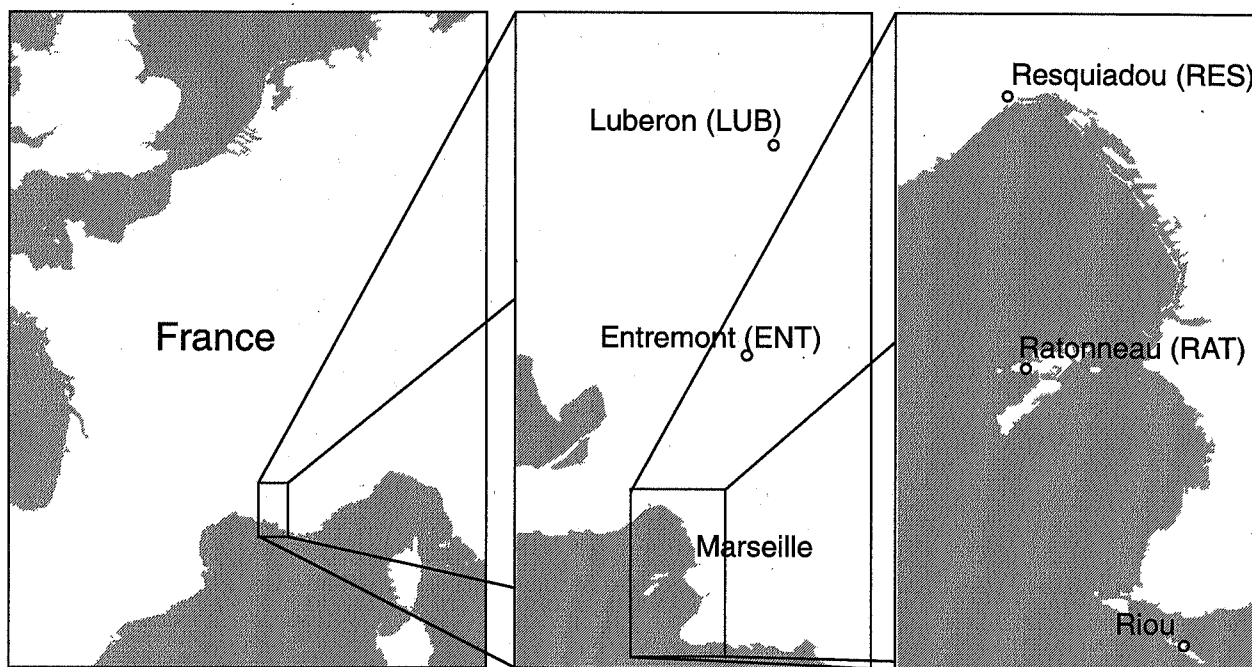 France
Luberon (LUB)
Entremont (ENT)
Marseille
Resquiadou (RES)
Ratonneau (RAT)
Riou